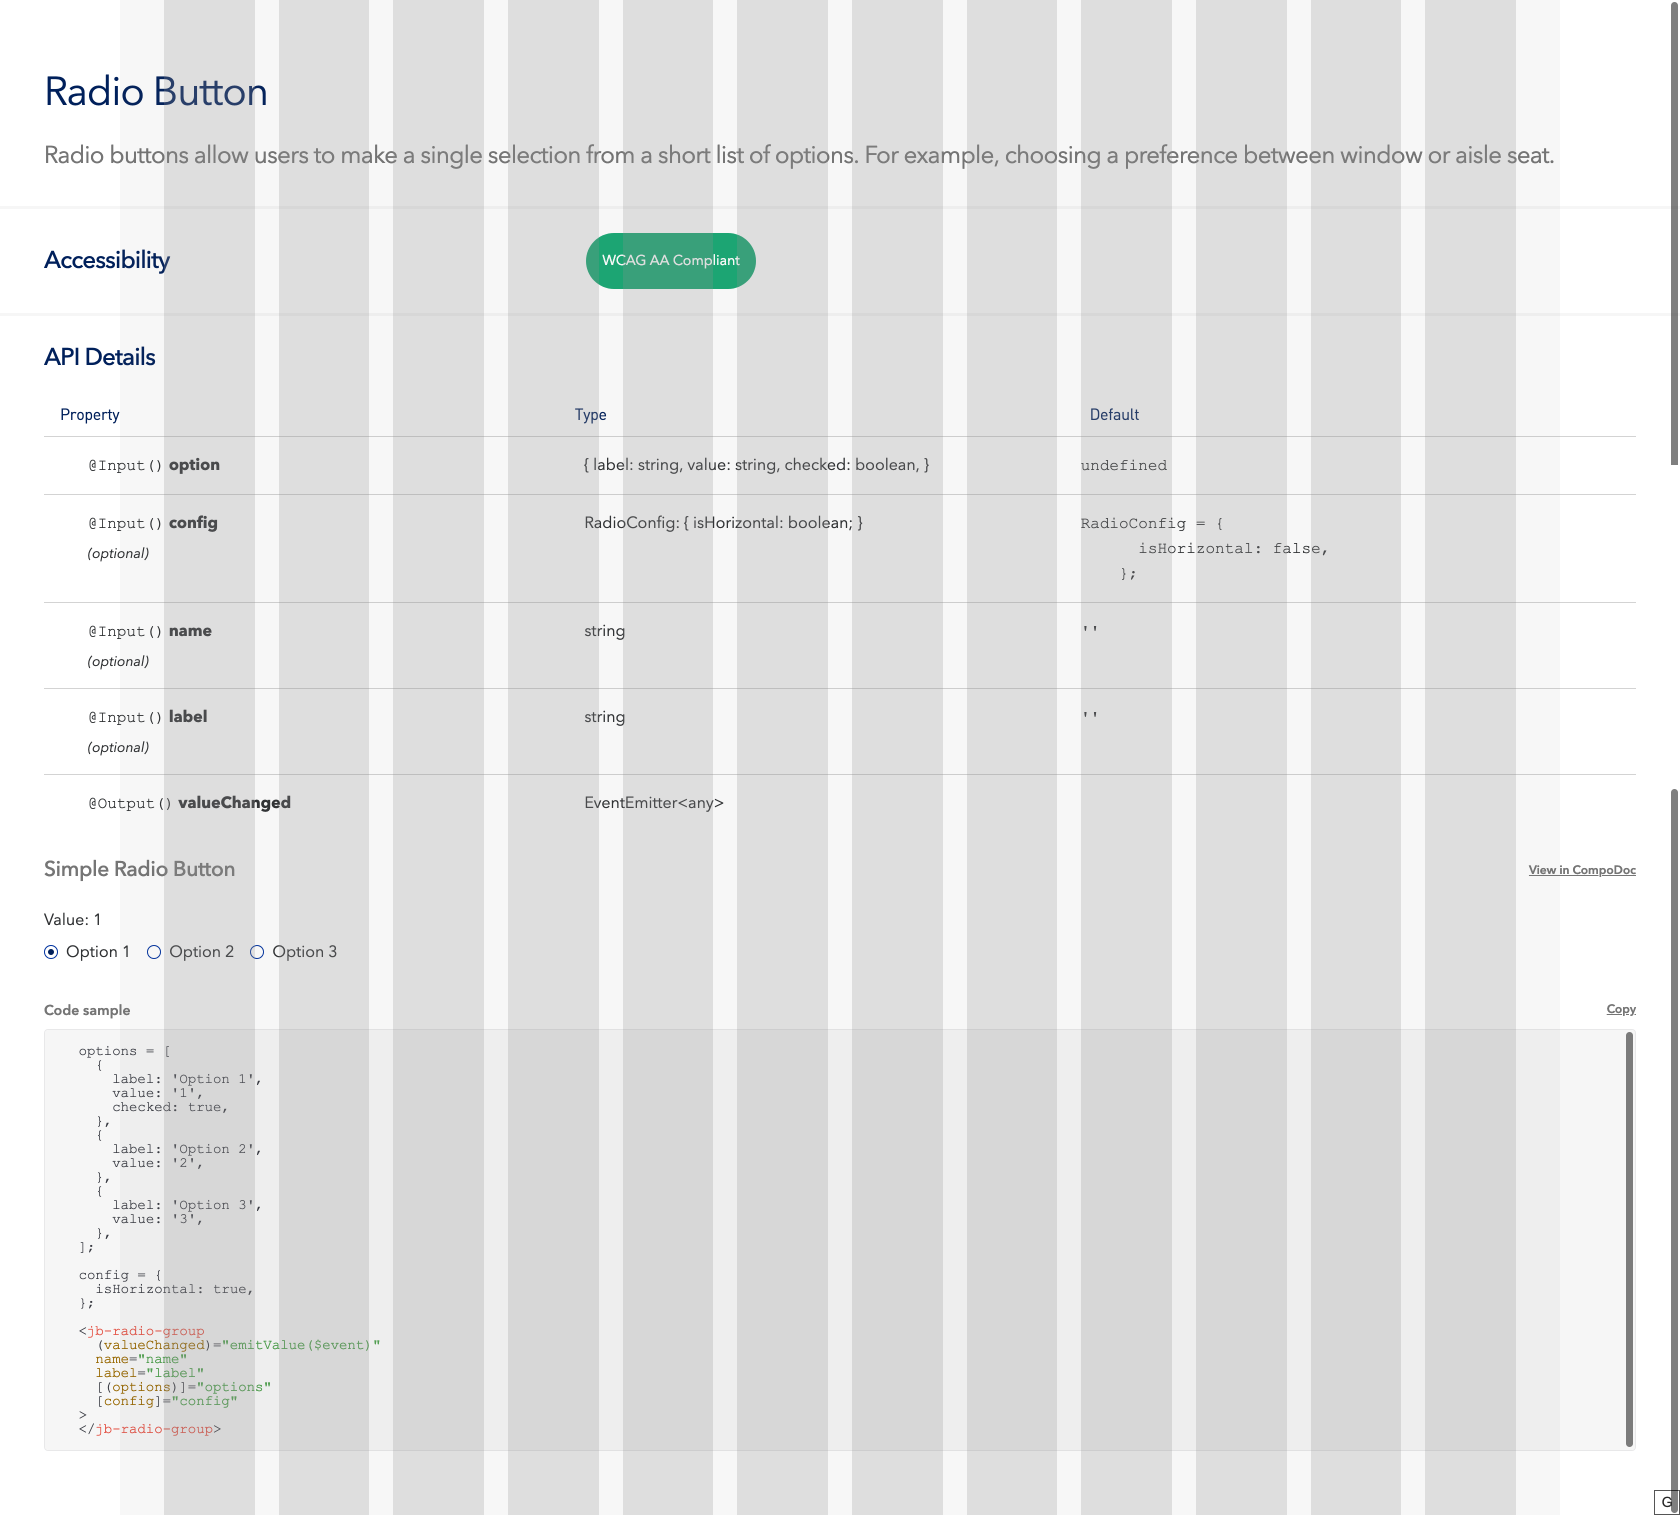 Radio Button
Radio buttons allow users to make a single selection from a short list of options. For example, choosing a preference between window or aisle seat.
Accessibility
WCAG AA Compliant
API Details
Property Type Default
@Input() option { label: string, value: string, checked: boolean, } undefined
@Input() config RadioConfig: { isHorizontal: boolean; } RadioConfig = {
(optional) isHorizontal: false,
};
@Input() name string ''
(optional)
@Input() label string ''
(optional)
@Output() valueChanged EventEmitter<any>
Simple Radio Button View in CompoDoc
Value: 1
Option 1 Option 2 Option 3
Code sample Copy
options = [
{
label: 'Option 1',
value: '1',
checked: true,
},
{
label: 'Option 2',
value: '2',
},
{
label: 'Option 3',
value: '3',
},
];
config = {
isHorizontal: true,
};
<jb-radio-group
(valueChanged)="emitValue($event)"
name="name"
label="label"
[(options)]="options"
[config]="config"
>
</jb-radio-group>
G